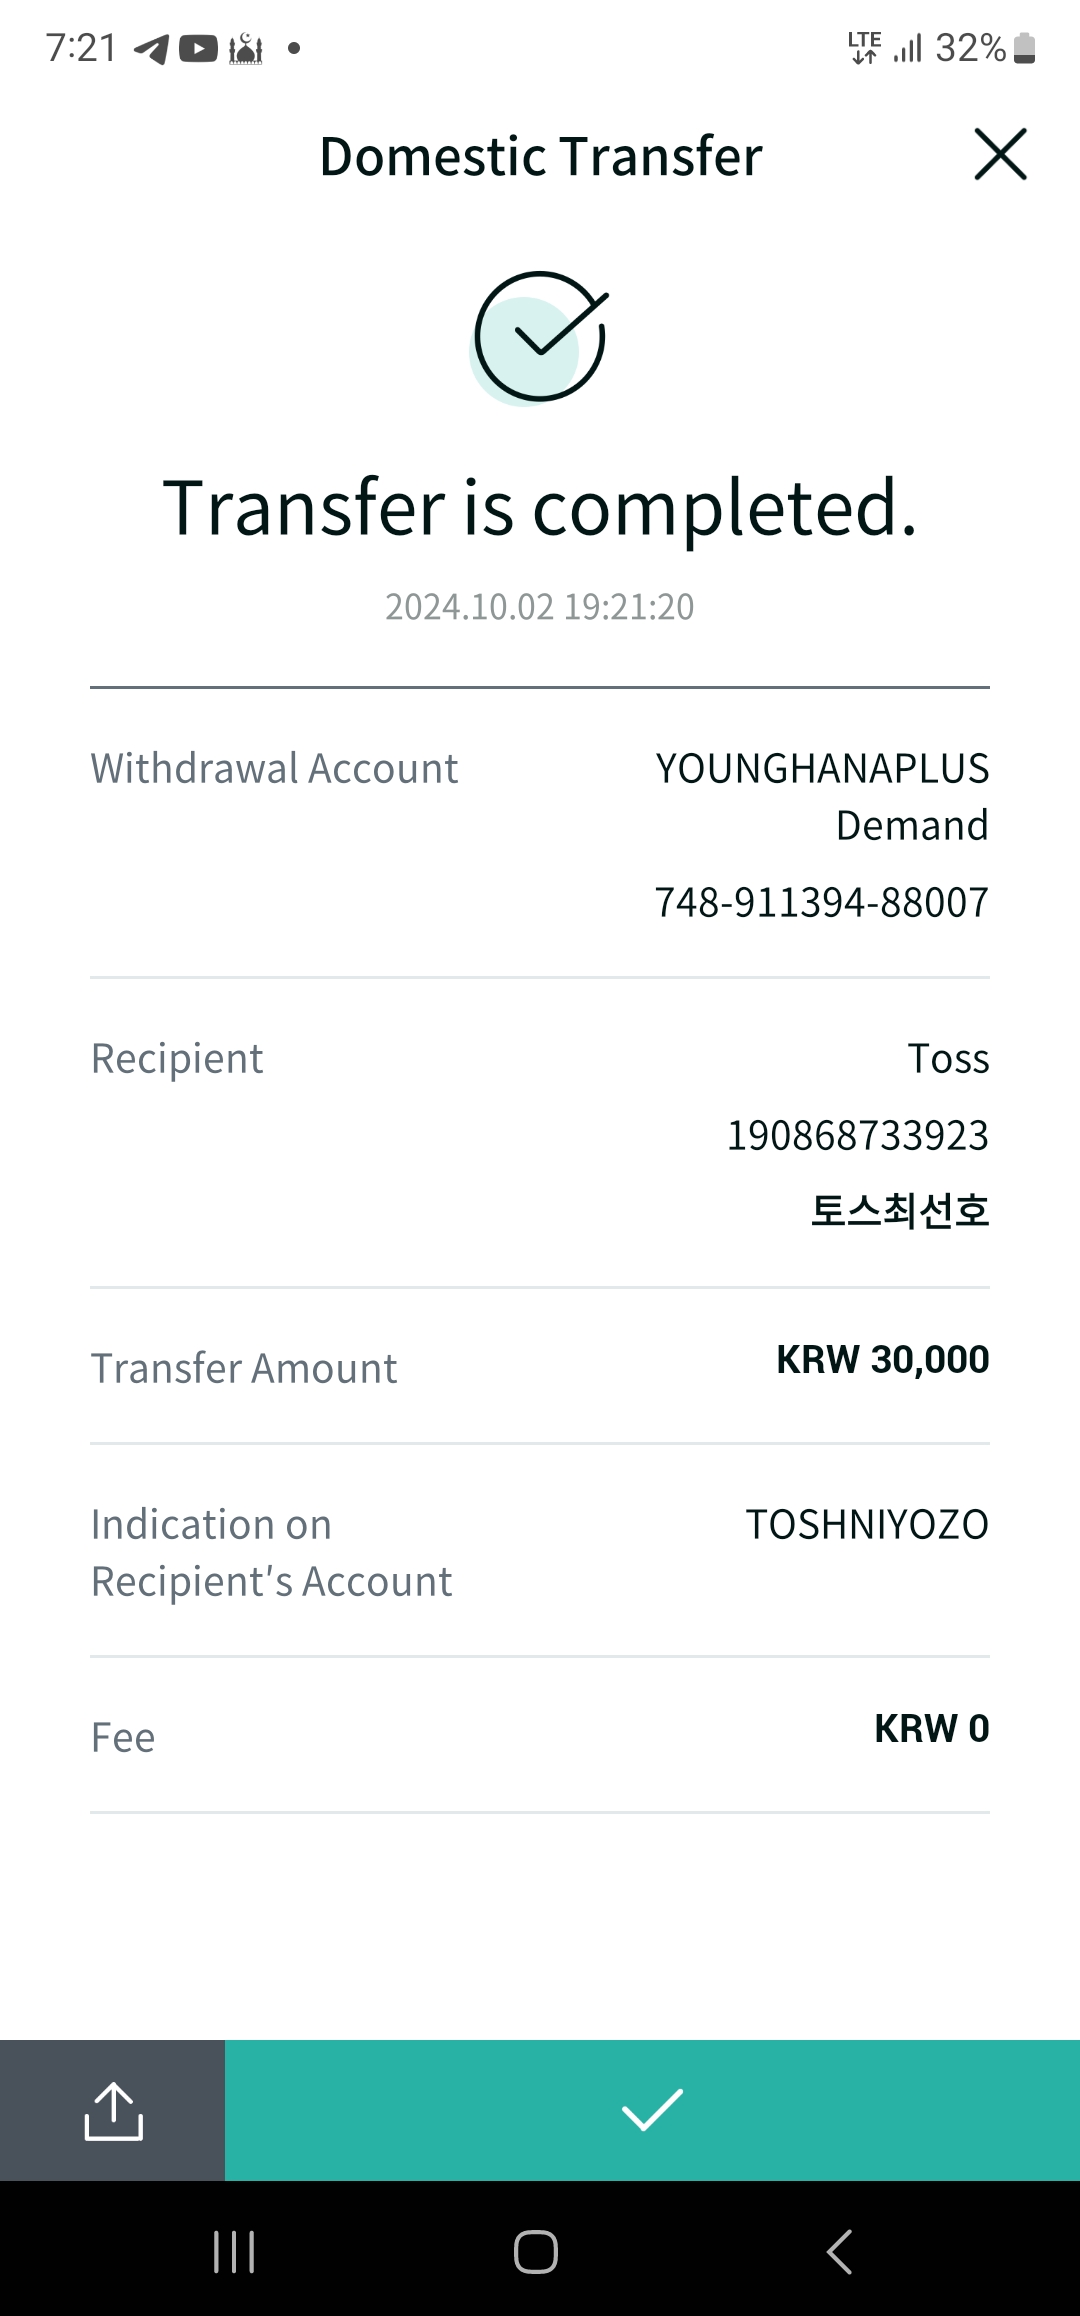 7:21
LTE 32%
Domestic Transfer
Transfer is completed.
2024.10.02 19:21:20
Withdrawal Account YOUNGHANAPLUS
Demand
748-911394-88007
Recipient Toss
190868733923
토스최선호
Transfer Amount KRW 30,000
Indication on TOSHNIYOZO
Recipient's Account
Fee KRW 0